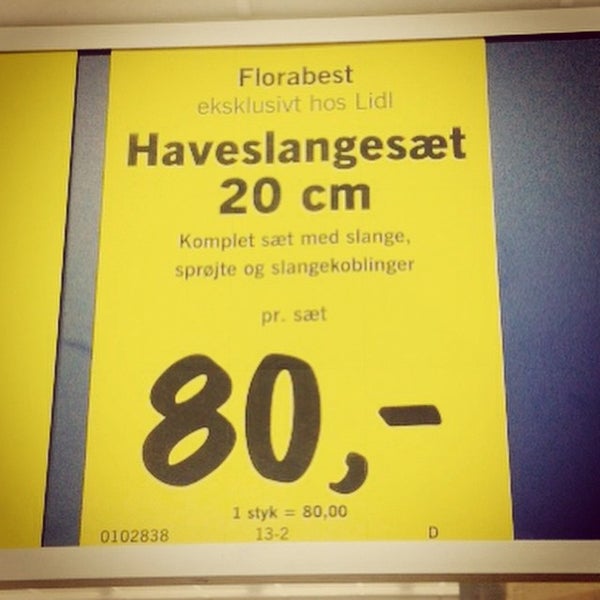 Florabest
eksklusivt hos Lidl
Haveslangesæt
20 cm
Komplet sæt med slange,
sprøjte og slangekoblinger
pr. sæt
80,-
1 styk = 80,00
0102838 13-2 D